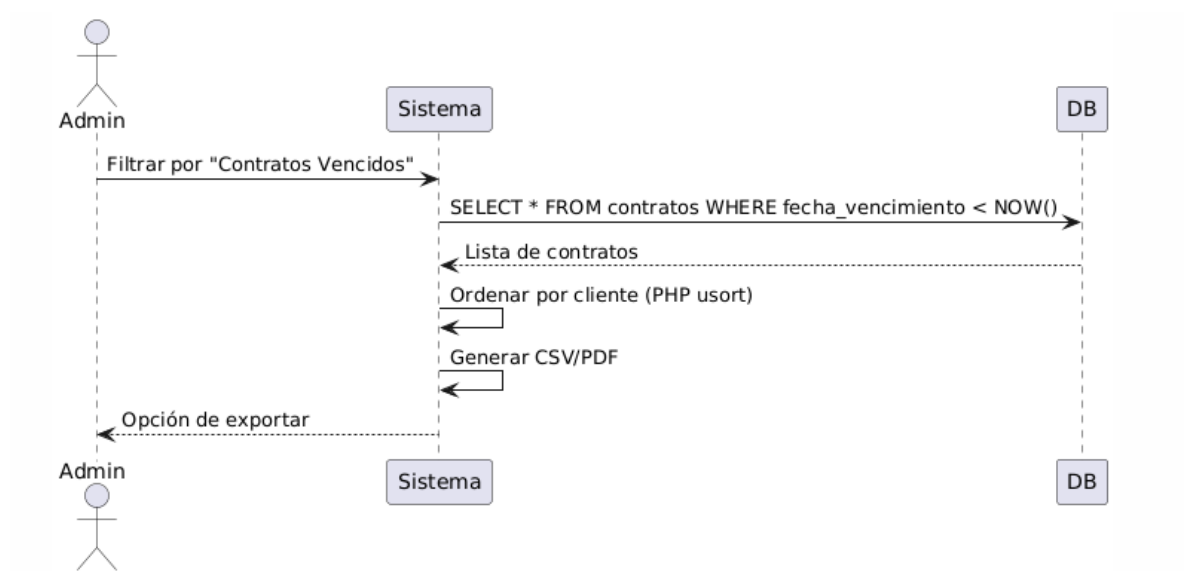 Admin
Sistema
DB
Filtrar por "Contratos Vencidos"
SELECT * FROM contratos WHERE fecha_vencimiento < NOW()
Lista de contratos
Ordenar por cliente (PHP usort)
Generar CSV/PDF
Opción de exportar
Admin
Sistema
DB